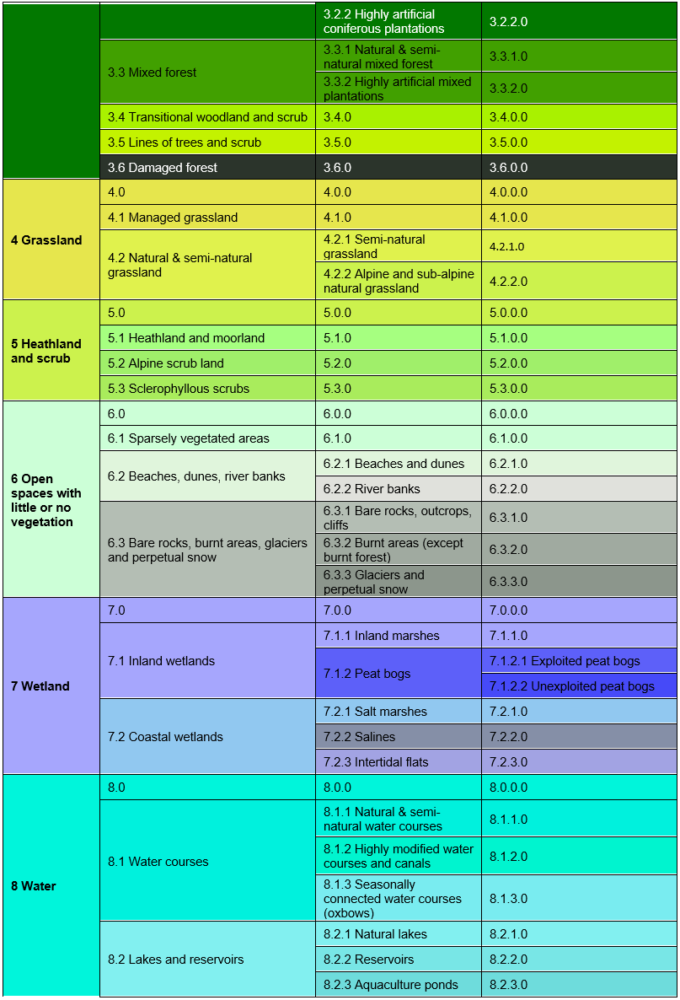 3.2.2 Highly artificial
coniferous plantations
3.2.2.0
3.3 Mixed forest
3.3.1 Natural & semi-
natural mixed forest
3.3.1.0
3.3.2 Highly artificial mixed
plantations
3.3.2.0
3.4 Transitional woodland and scrub
3.4.0
3.4.0.0
3.5 Lines of trees and scrub
3.5.0
3.5.0.0
3.6 Damaged forest
3.6.0
3.6.0.0
4 Grassland
4.0
4.0.0
4.0.0.0
4.1 Managed grassland
4.1.0
4.1.0.0
4.2 Natural & semi-natural
grassland
4.2.1 Semi-natural
grassland
4.2.1.0
4.2.2 Alpine and sub-alpine
natural grassland
4.2.2.0
5 Heathland
and scrub
5.0
5.0.0
5.0.0.0
5.1 Heathland and moorland
5.1.0
5.1.0.0
5.2 Alpine scrub land
5.2.0
5.2.0.0
5.3 Sclerophyllous scrubs
5.3.0
5.3.0.0
6 Open
spaces with
little or no
vegetation
6.0
6.0.0
6.0.0.0
6.1 Sparsely vegetated areas
6.1.0
6.1.0.0
6.2 Beaches, dunes, river banks
6.2.1 Beaches and dunes
6.2.1.0
6.2.2 River banks
6.2.2.0
6.3 Bare rocks, burnt areas, glaciers
and perpetual snow
6.3.1 Bare rocks, outcrops,
cliffs
6.3.1.0
6.3.2 Burnt areas (except
burnt forest)
6.3.2.0
6.3.3 Glaciers and
perpetual snow
6.3.3.0
7 Wetland
7.0
7.0.0
7.0.0.0
7.1 Inland wetlands
7.1.1 Inland marshes
7.1.1.0
7.1.2 Peat bogs
7.1.2.1 Exploited peat bogs
7.1.2.2 Unexploited peat bogs
7.2 Coastal wetlands
7.2.1 Salt marshes
7.2.1.0
7.2.2 Salines
7.2.2.0
7.2.3 Intertidal flats
7.2.3.0
8 Water
8.0
8.0.0
8.0.0.0
8.1 Water courses
8.1.1 Natural & semi-
natural water courses
8.1.1.0
8.1.2 Highly modified water
courses and canals
8.1.2.0
8.1.3 Seasonally
connected water courses
(oxbows)
8.1.3.0
8.2 Lakes and reservoirs
8.2.1 Natural lakes
8.2.1.0
8.2.2 Reservoirs
8.2.2.0
8.2.3 Aquaculture ponds
8.2.3.0